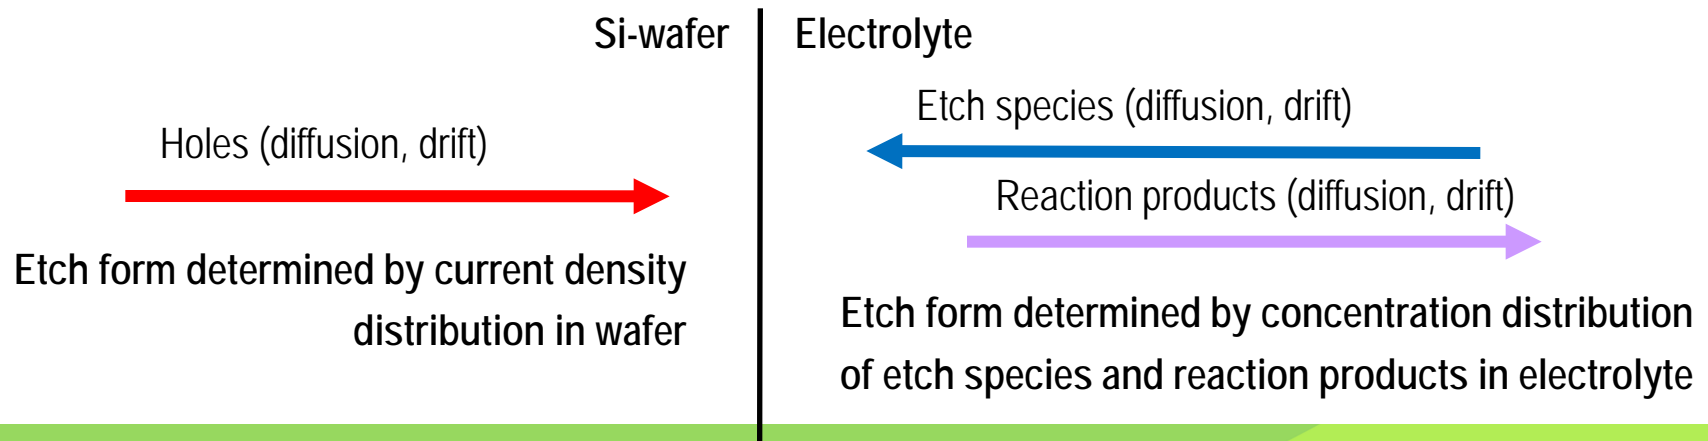 Si-wafer
Electrolyte
Holes (diffusion, drift)
Etch species (diffusion, drift)
Reaction products (diffusion, drift)
Etch form determined by current density
distribution in wafer
Etch form determined by concentration distribution
of etch species and reaction products in electrolyte